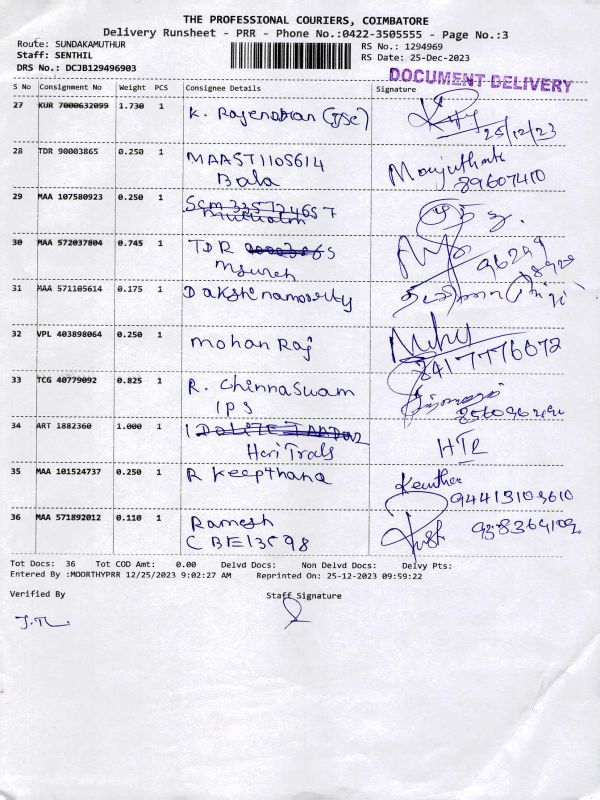 THE PROFESSIONAL COURIERS, COIMBATORE
Delivery Runsheet - PRR - Phone No.:0422-3505555 - Page No.:3
Route: SUNDAKAMUTHUR
RS No.: 1294969
Staff: SENTHIL
RS Date: 25-Dec-2023
DRS No.: DCJB129496903
DOCUMENT DELIVERY
S No Consignment No Weight PCS Consignee Details Signature
27 KUR 7000632099 1.730 1 K. Rajendran
25/12/23
28 TDR 90003865 0.250 1 MAAST1105614
Bala
Manjunath
89607410
29 MAA 107580923 0.250 1
30 MAA 572037804 0.745 1 TDR
96299
31 MAA 571105614 0.175 1 Dakshinamoorthy
32 VPL 403898064 0.250 1 mohan Raj
8417776072
33 TCG 40779092 0.825 1 R. Chinnaswam
IPS
34 ART 1882360 1.000 1
Hari Trals
HTR
35 MAA 101524737 0.250 1 R Keepthana
94413109610
36 MAA 571892012 0.110 1 Ramesh
CBE13598
Tot Docs: 36 Tot COD Amt: 0.00 Delvd Docs: Non Delvd Docs: Delvy Pts:
Entered By :MOORTHYPRR 12/25/2023 9:02:27 AM Reprinted On: 25-12-2023 09:59:22
Verified By Staff Signature